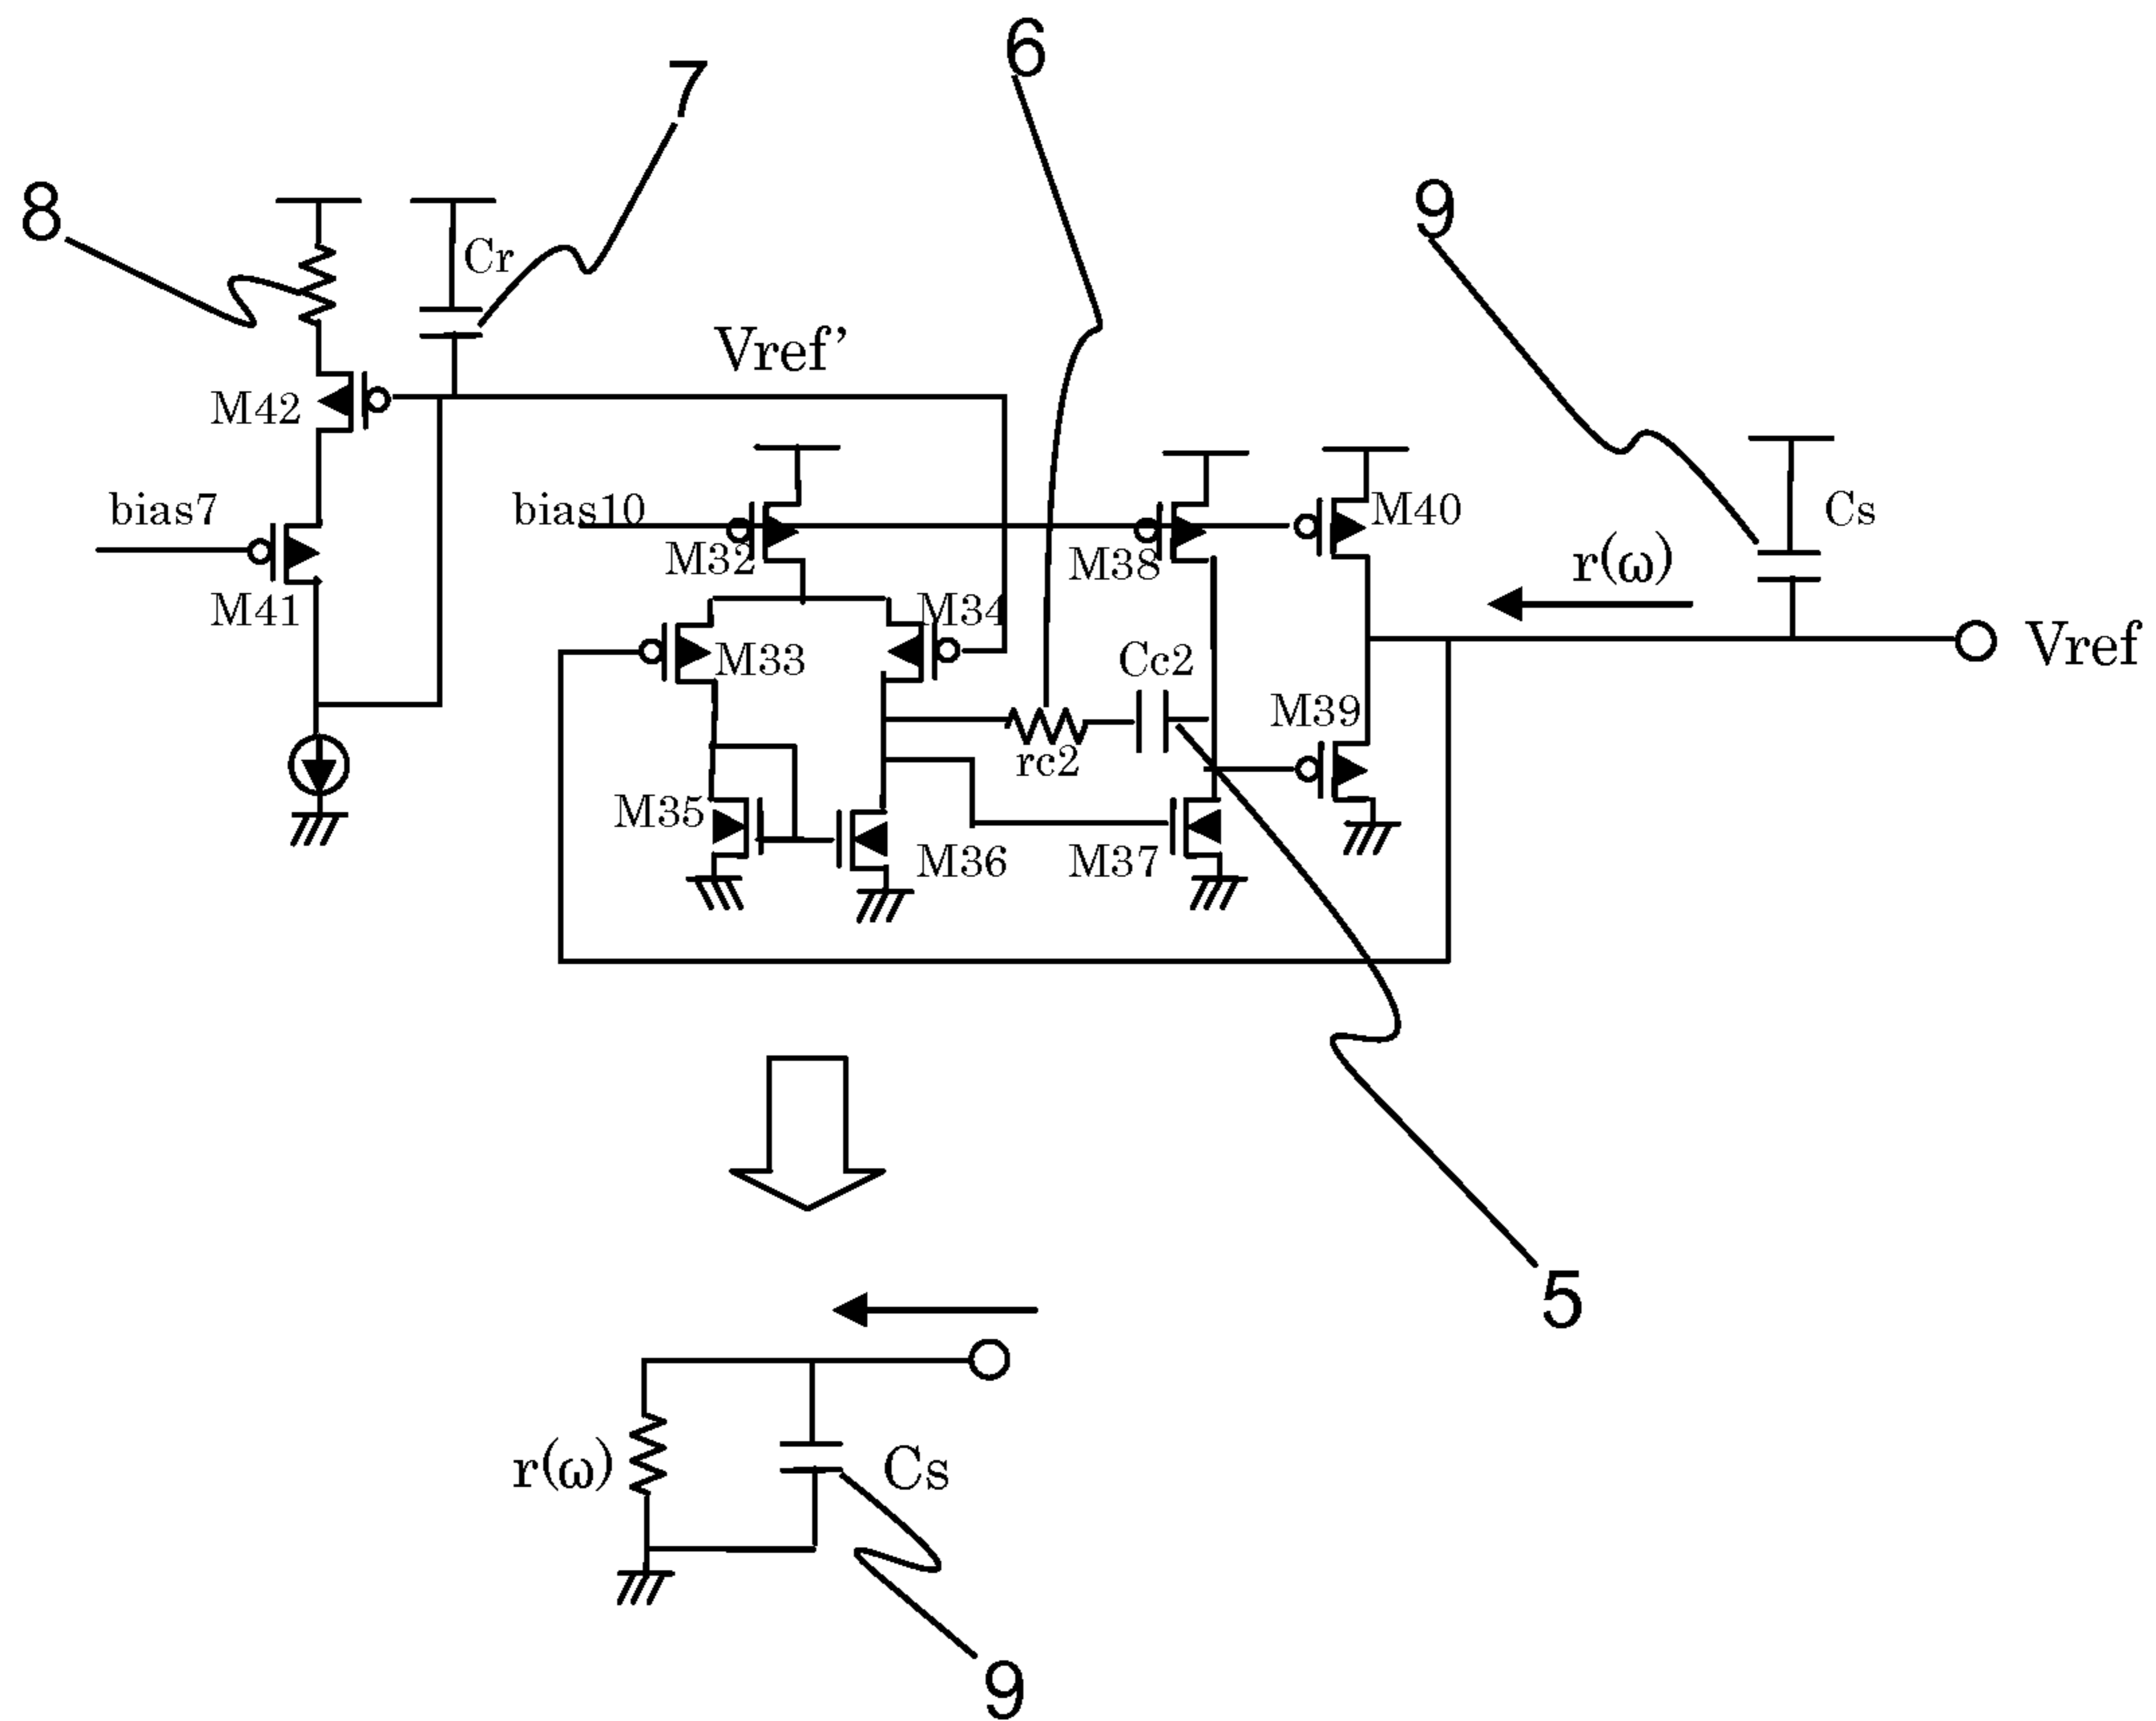 6
7
8
9
Cr
Vref’
M42
bias7
bias10
M40
Cs
M32
M38
r(ω)
M41
M34
M33
Cc2
Vref
M39
rc2
M35
M36
M37
5
r(ω)
Cs
9